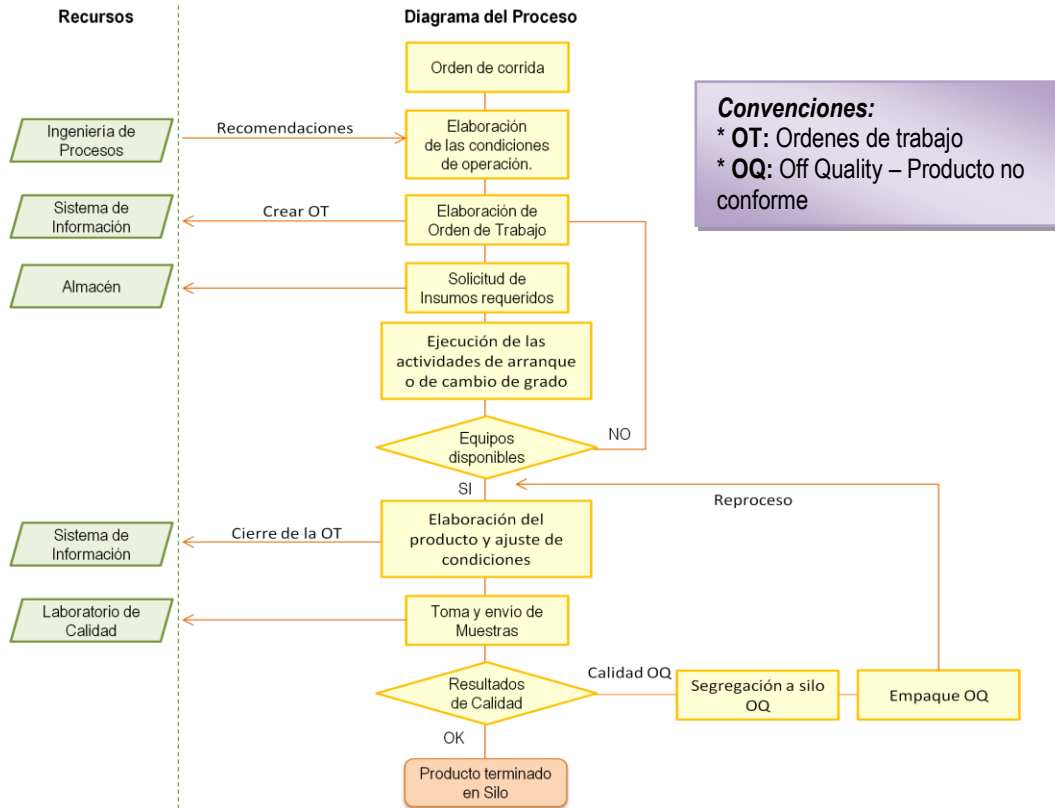 Recursos
Diagrama del Proceso
Orden de corrida
Convenciones:
* OT: Ordenes de trabajo
* OQ: Off Quality – Producto no
conforme
Ingeniería de
Procesos
Recomendaciones
Elaboración
de las condiciones
de operación.
Sistema de
Información
Crear OT
Elaboración de
Orden de Trabajo
Almacén
Solicitud de
Insumos requeridos
Ejecución de las
actividades de arranque
o de cambio de grado
Equipos
disponibles
NO
SI
Reproceso
Sistema de
Información
Cierre de la OT
Elaboración del
producto y ajuste de
condiciones
Laboratorio de
Calidad
Toma y envio de
Muestras
Resultados
de Calidad
Calidad OQ
Segregación a silo
OQ
Empaque OQ
OK
Producto terminado
en Silo